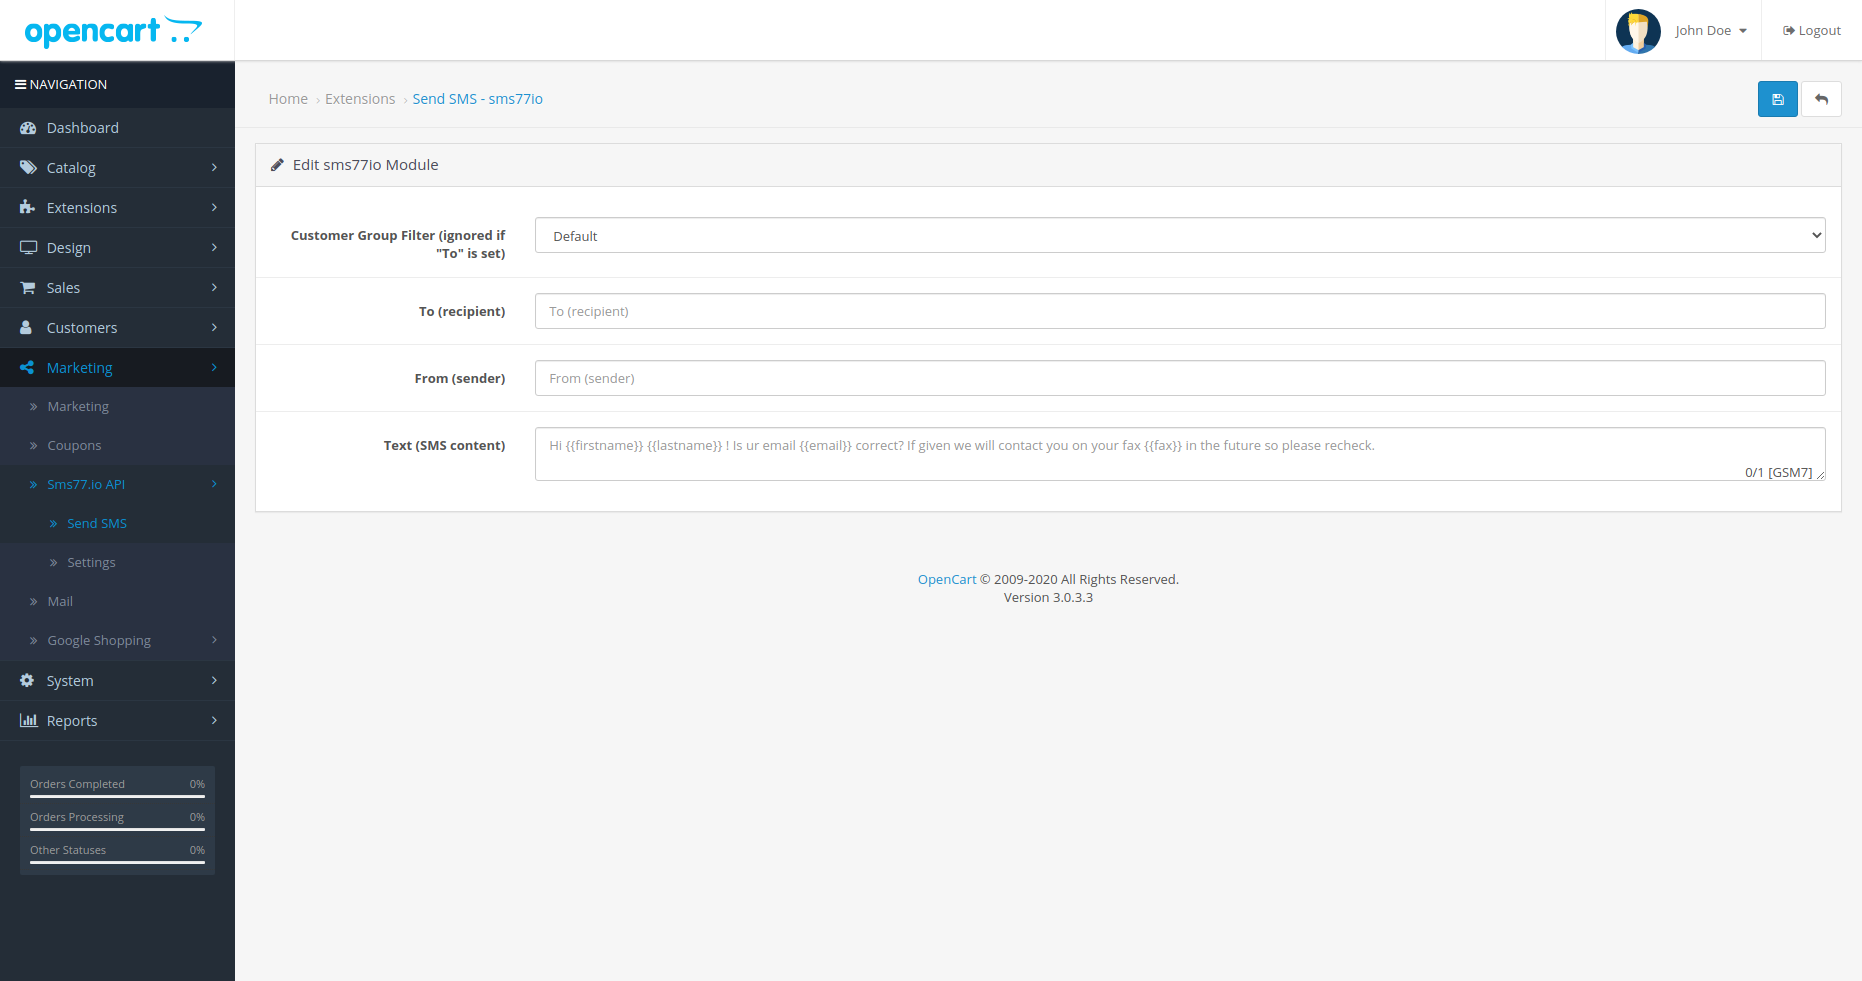 opencart
John Doe
Logout
NAVIGATION
Dashboard
Catalog
Extensions
Design
Sales
Customers
Marketing
Marketing
Coupons
Sms77.io API
Send SMS
Settings
Mail
Google Shopping
System
Reports
Orders Completed 0%
Orders Processing 0%
Other Statuses 0%
Home › Extensions › Send SMS - sms77io
Edit sms77io Module
Customer Group Filter (ignored if
"To" is set)
Default
To (recipient)
To (recipient)
From (sender)
From (sender)
Text (SMS content)
Hi {{firstname}} {{lastname}} ! Is ur email {{email}} correct? If given we will contact you on your fax {{fax}} in the future so please recheck.
0/1 [GSM7]
OpenCart © 2009-2020 All Rights Reserved.
Version 3.0.3.3